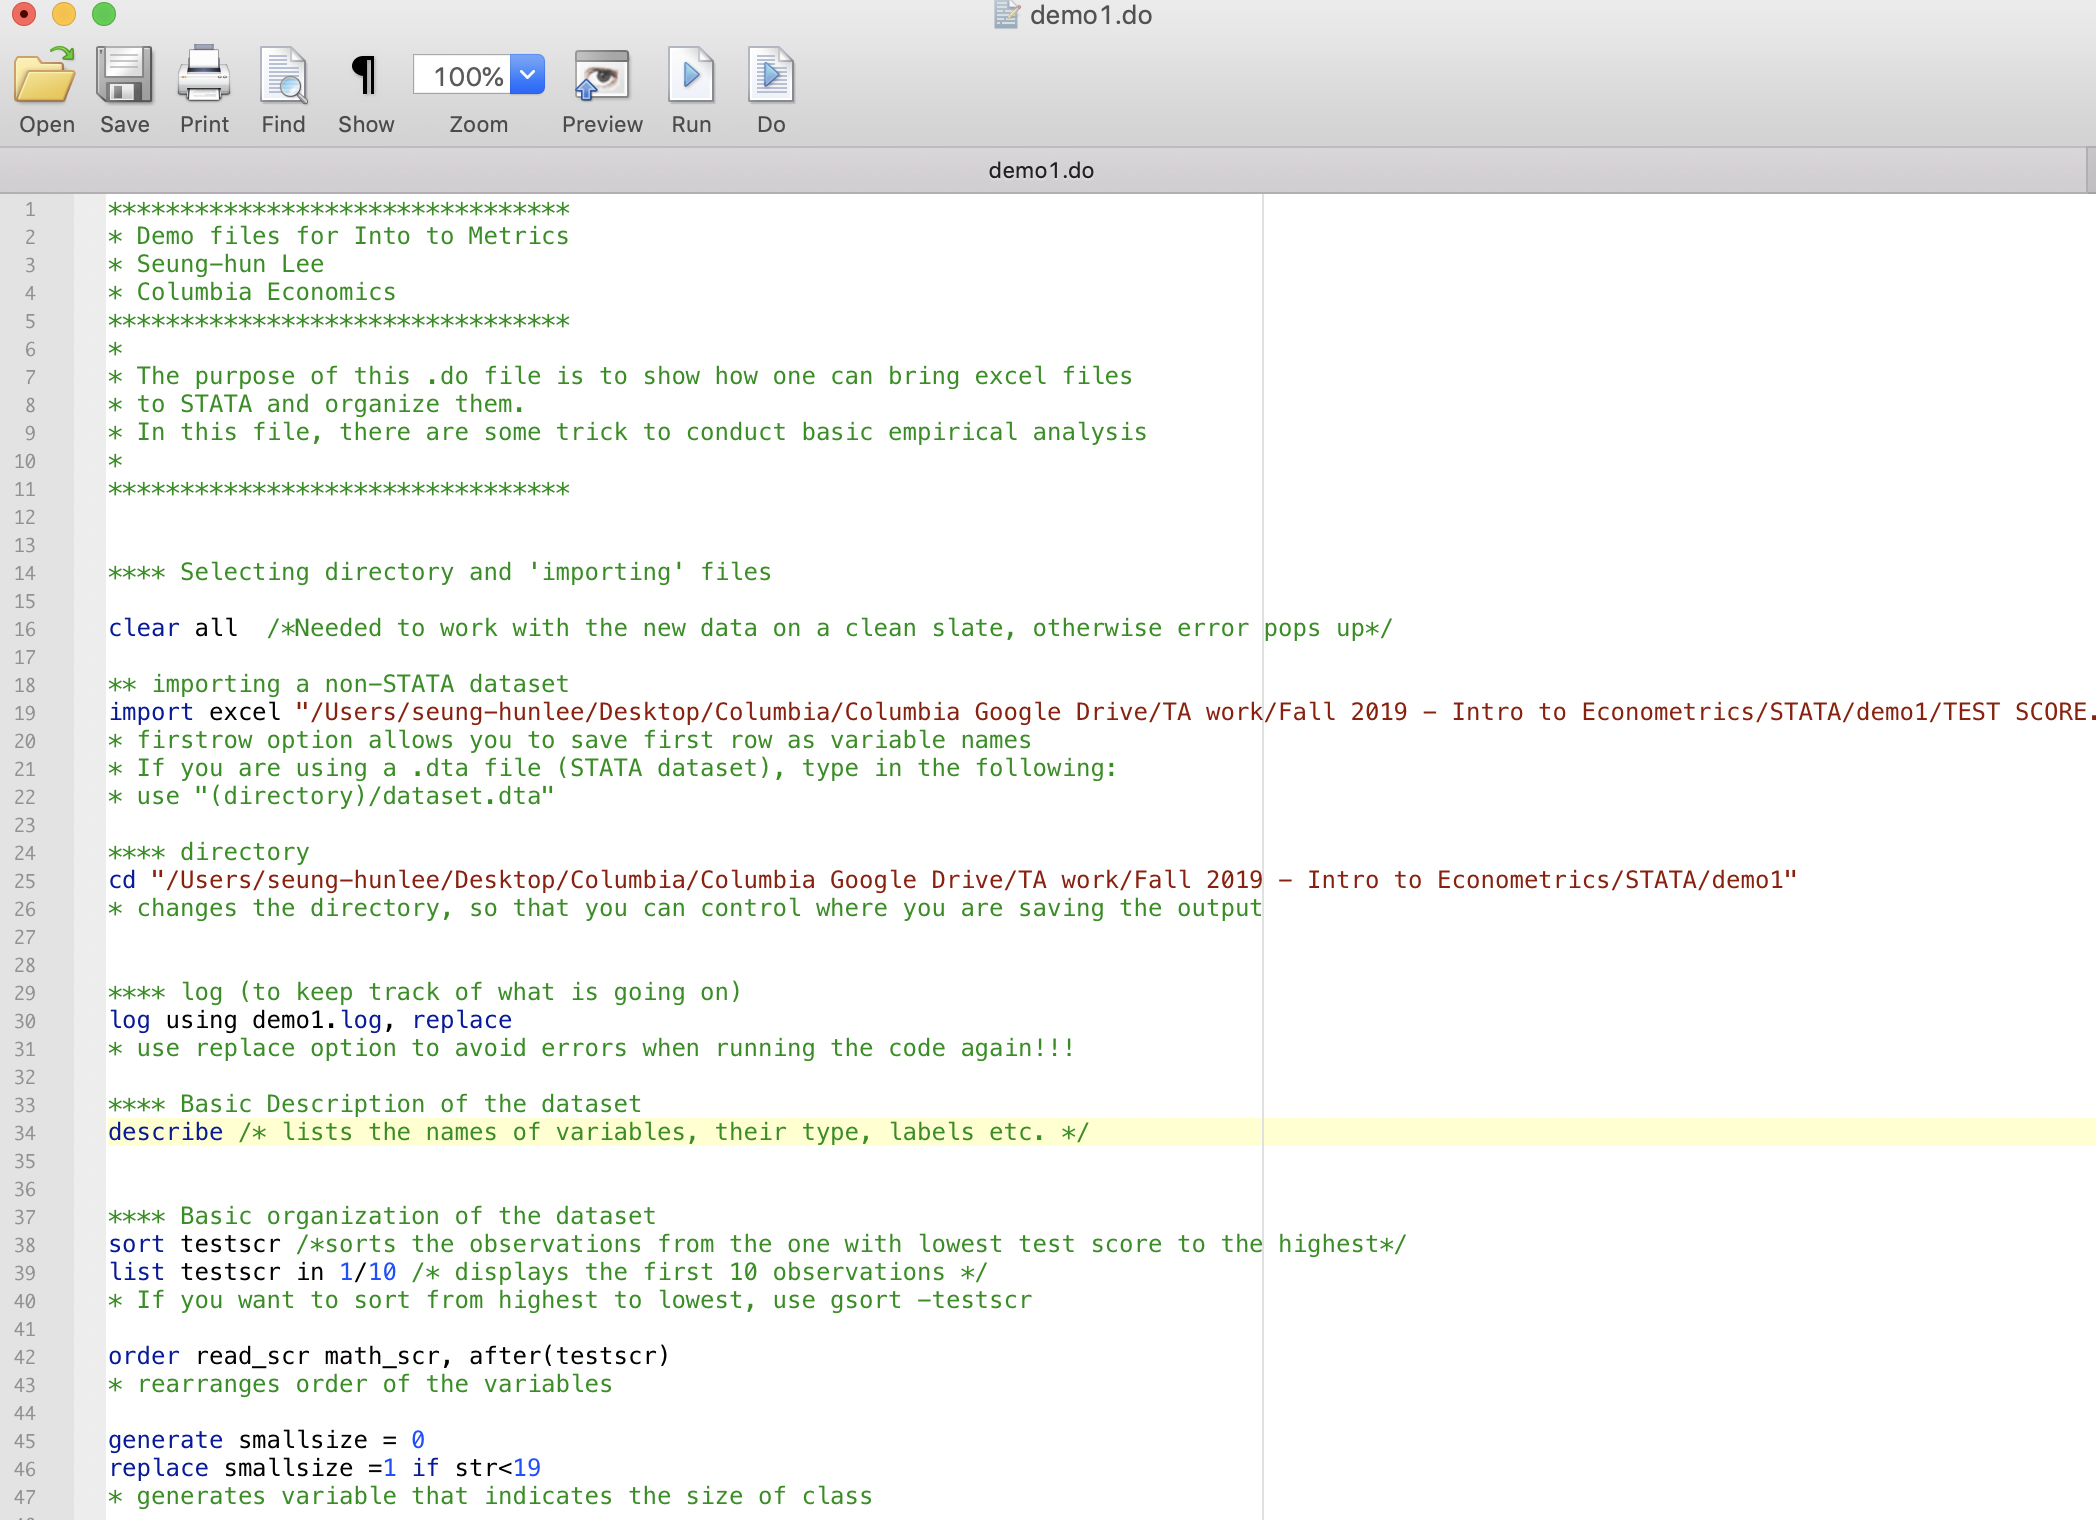 demo1.do
100%
Open Save Print Find Show Zoom Preview Run Do
demo1.do
1 ********************************
2 * Demo files for Into to Metrics
3 * Seung-hun Lee
4 * Columbia Economics
5 ********************************
6 *
7 * The purpose of this .do file is to show how one can bring excel files
8 * to STATA and organize them.
9 * In this file, there are some trick to conduct basic empirical analysis
10 *
11 ********************************
12
13
14 **** Selecting directory and 'importing' files
15
16 clear all  /*Needed to work with the new data on a clean slate, otherwise error pops up*/
17
18 ** importing a non-STATA dataset
19 import excel "/Users/seung-hunlee/Desktop/Columbia/Columbia Google Drive/TA work/Fall 2019 - Intro to Econometrics/STATA/demo1/TEST SCORE.
20 * firstrow option allows you to save first row as variable names
21 * If you are using a .dta file (STATA dataset), type in the following:
22 * use "(directory)/dataset.dta"
23
24 **** directory
25 cd "/Users/seung-hunlee/Desktop/Columbia/Columbia Google Drive/TA work/Fall 2019 - Intro to Econometrics/STATA/demo1"
26 * changes the directory, so that you can control where you are saving the output
27
28
29 **** log (to keep track of what is going on)
30 log using demo1.log, replace
31 * use replace option to avoid errors when running the code again!!!
32
33 **** Basic Description of the dataset
34 describe /* lists the names of variables, their type, labels etc. */
35
36
37 **** Basic organization of the dataset
38 sort testscr /*sorts the observations from the one with lowest test score to the highest*/
39 list testscr in 1/10 /* displays the first 10 observations */
40 * If you want to sort from highest to lowest, use gsort -testscr
41
42 order read_scr math_scr, after(testscr)
43 * rearranges order of the variables
44
45 generate smallsize = 0
46 replace smallsize =1 if str<19
47 * generates variable that indicates the size of class